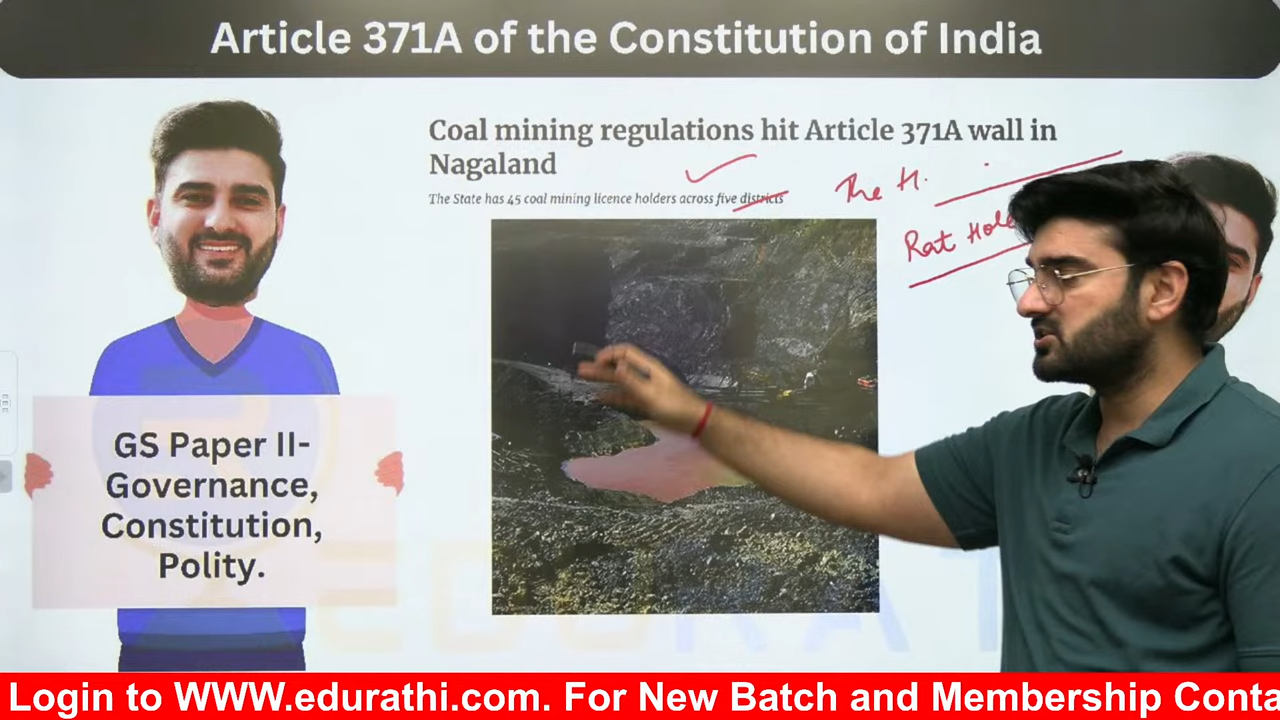 Article 371A of the Constitution of India
Coal mining regulations hit Article 371A wall in
Nagaland
The State has 45 coal mining licence holders across five districts
The H.
Rat Hole
GS Paper II-
Governance,
Constitution,
Polity.
Login to WWW.edurathi.com. For New Batch and Membership Conta